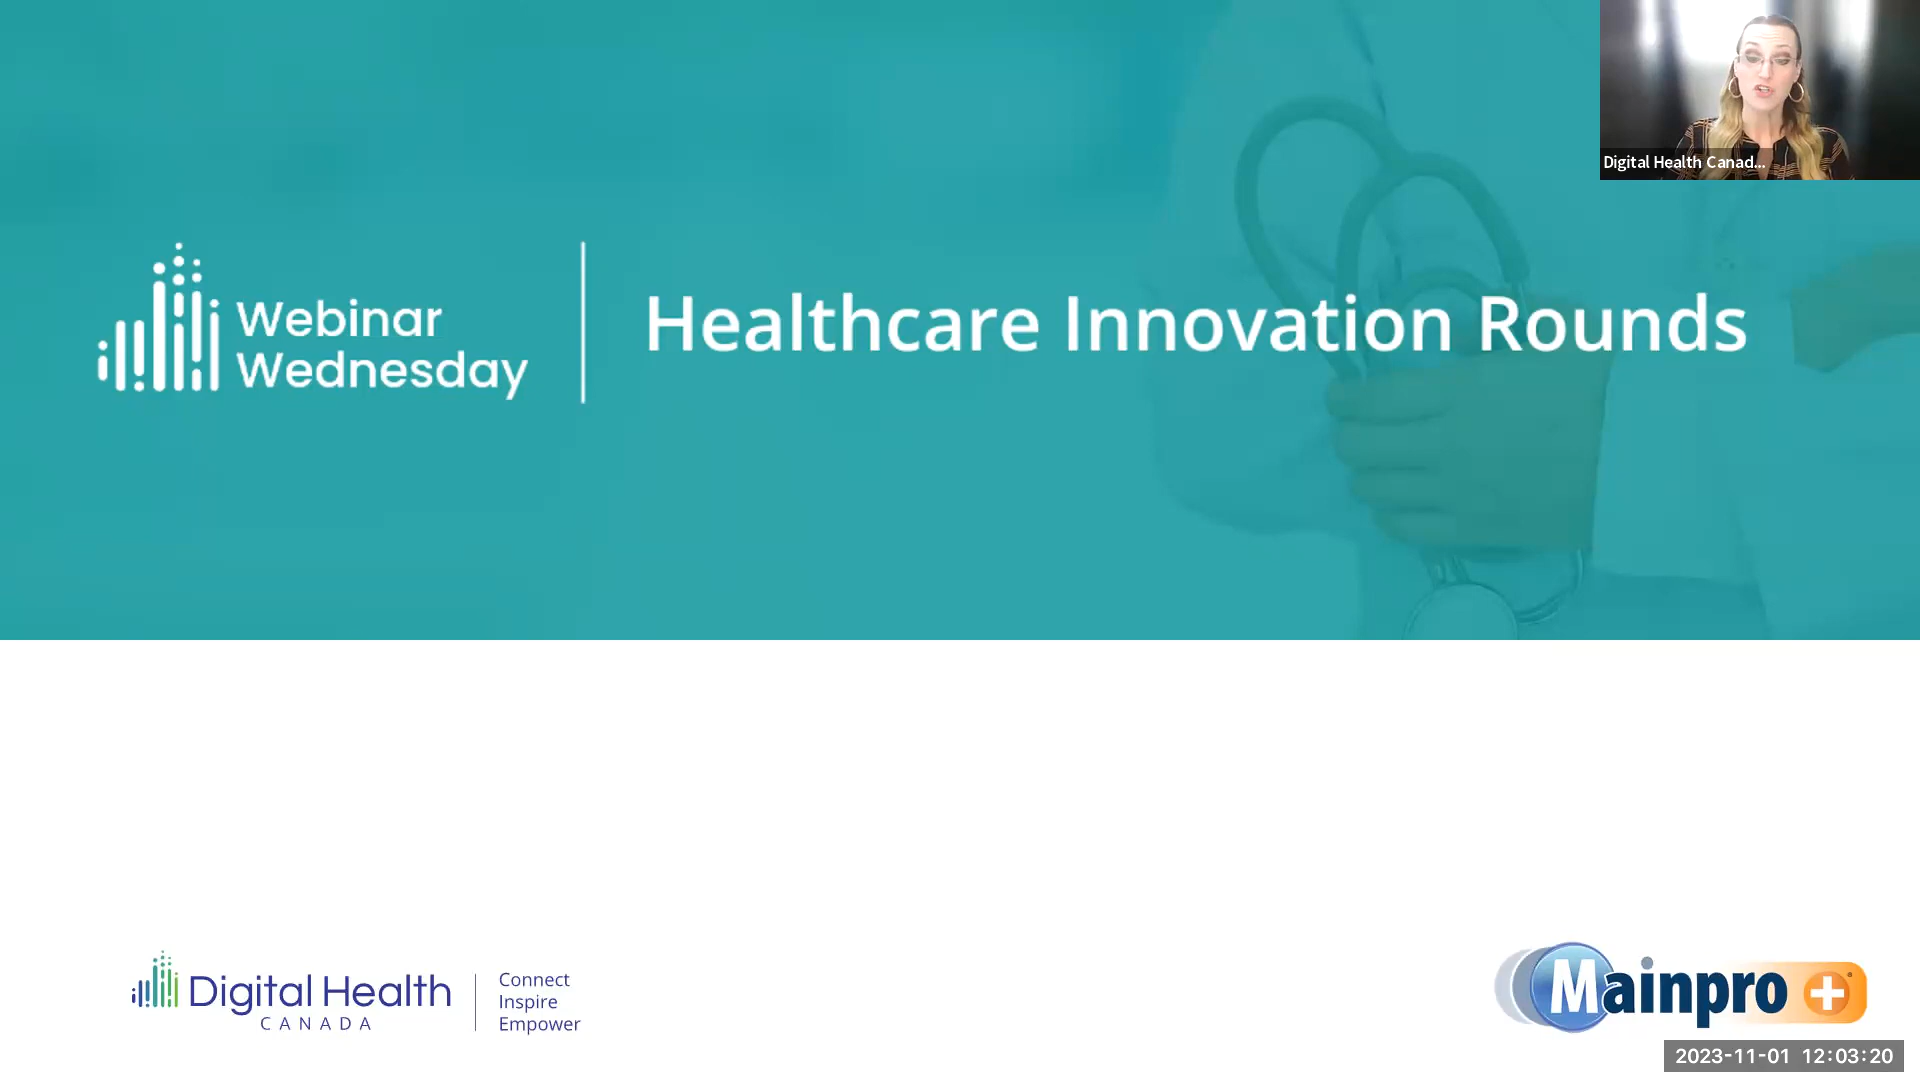 Digital Health Canad...
Webinar
Wednesday
Healthcare Innovation Rounds
Digital Health
CANADA
Connect
Inspire
Empower
Mainpro+
2023-11-01 12:03:20